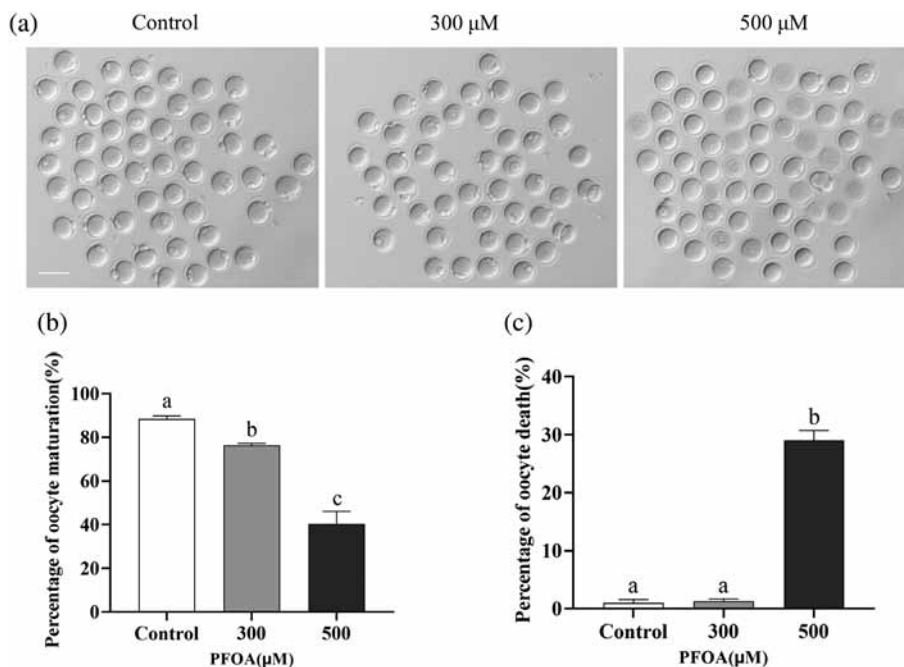 (a)
Control 300 μM 500 μM
(b)
Percentage of oocyte maturation(%)
100
80
60
40
20
0
a
b
c
Control 300 500
PFOA(μM)
(c)
Percentage of oocyte death(%)
40
30
20
10
0
a
a
b
Control 300 500
PFOA(μM)